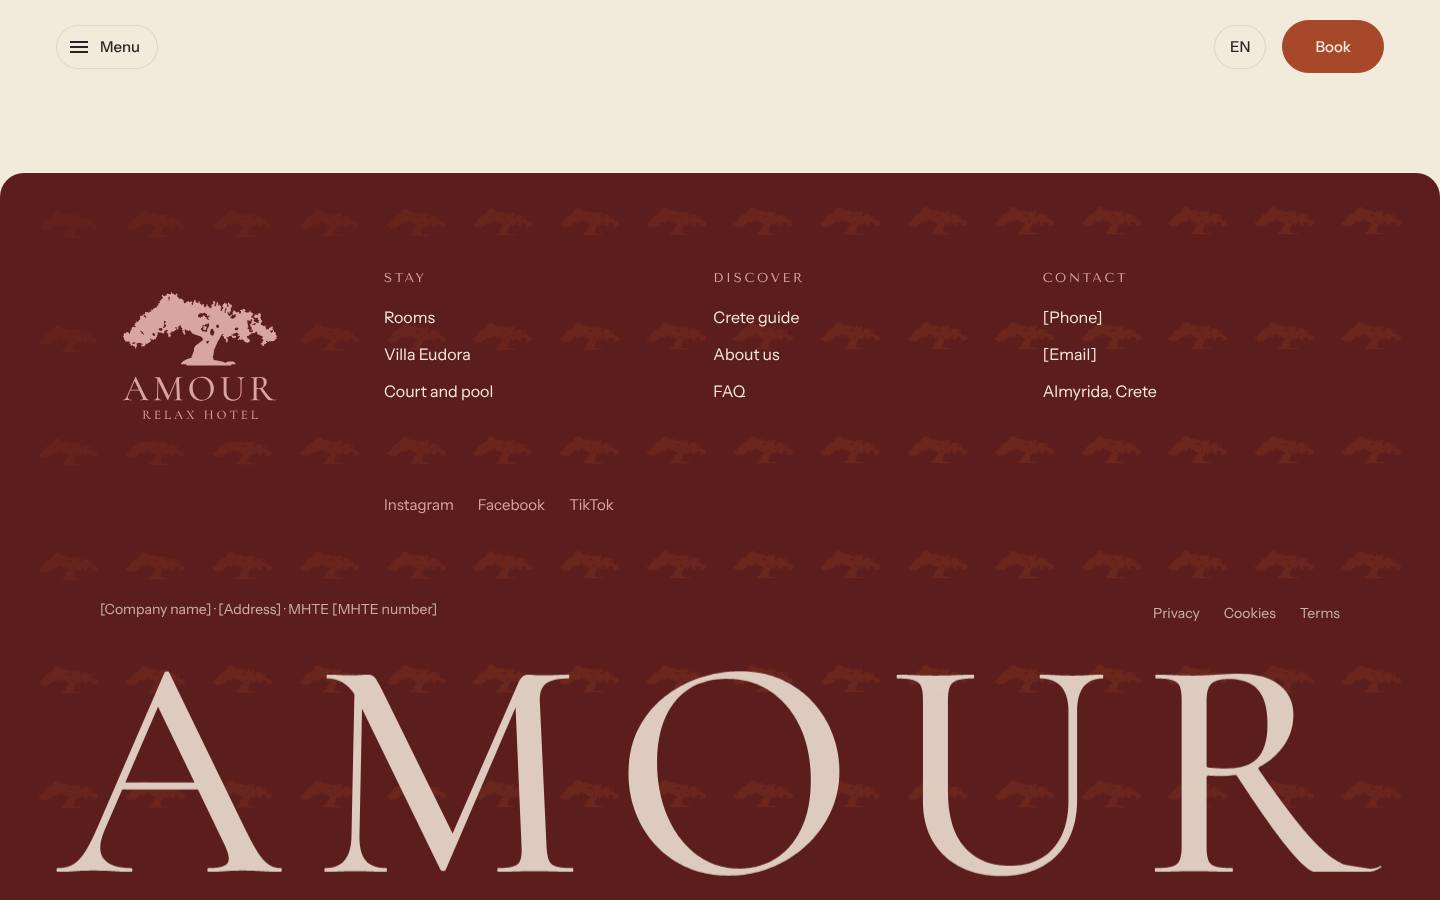 Menu
EN
Book
STAY
DISCOVER
CONTACT
Rooms
Crete guide
[Phone]
Villa Eudora
About us
[Email]
Court and pool
FAQ
Almyrida, Crete
AMOUR
RELAX HOTEL
Instagram
Facebook
TikTok
[Company name] · [Address] · MHTE [MHTE number]
Privacy
Cookies
Terms
AMOUR